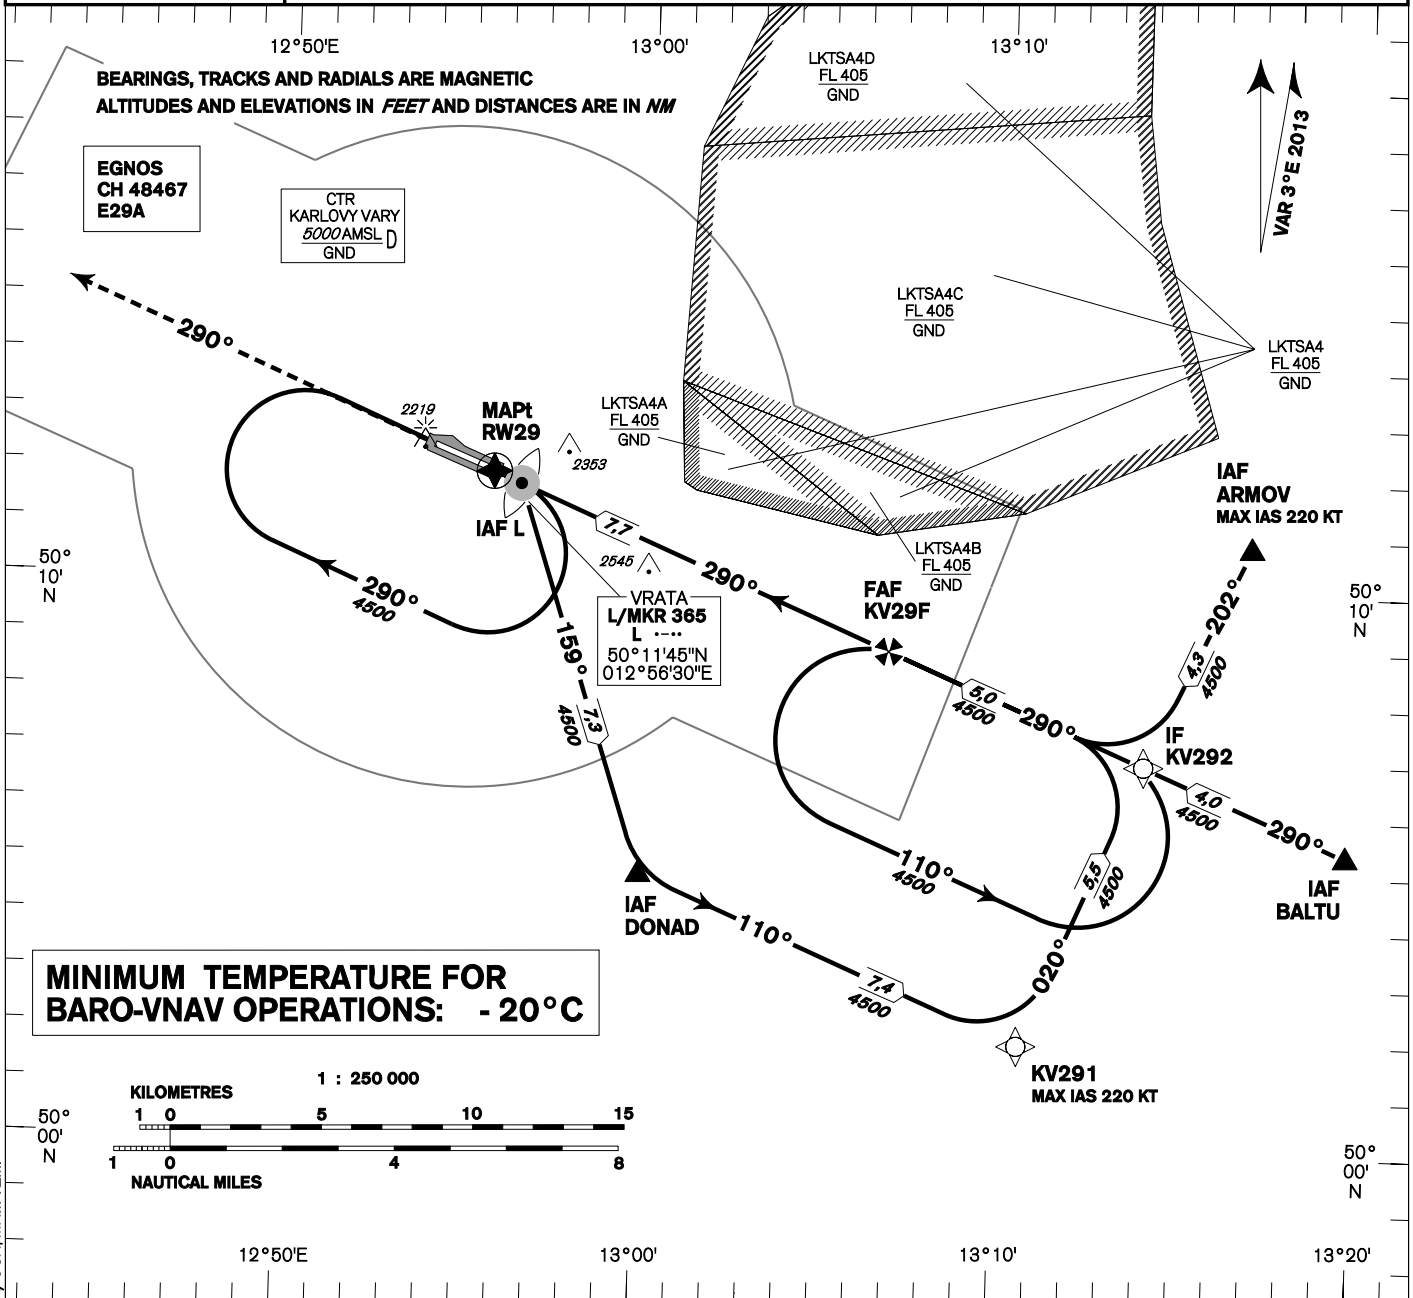 12°50'E
13°00'
13°10'
BEARINGS, TRACKS AND RADIALS ARE MAGNETIC
ALTITUDES AND ELEVATIONS IN FEET AND DISTANCES ARE IN NM
LKTSA4D
FL 405
GND
VAR 3°E 2013
EGNOS
CH 48467
E29A
CTR
KARLOVY VARY
5000 AMSL D
GND
LKTSA4C
FL 405
GND
290°
LKTSA4
FL 405
GND
LKTSA4A
FL 405
GND
2219
MAPt
RW29
2353
IAF
ARMOV
MAX IAS 220 KT
IAF L
7,7
2545
LKTSA4B
FL 405
GND
50°
10'
N
290°
4500
290°
FAF
KV29F
50°
10'
N
VRATA
L/MKR 365
L ·–··
50°11'45"N
012°56'30"E
202°
4,3
4500
159°
7,3
4500
5,0
4500
290°
IF
KV292
4,0
4500
290°
110°
4500
5,5
4500
IAF
BALTU
IAF
DONAD
110°
020°
7,4
4500
MINIMUM TEMPERATURE FOR
BARO-VNAV OPERATIONS: - 20°C
KV291
MAX IAS 220 KT
1 : 250 000
KILOMETRES
1 0 5 10 15
1 0 4 8
NAUTICAL MILES
50°
00'
N
50°
00'
N
12°50'E
13°00'
13°10'
13°20'